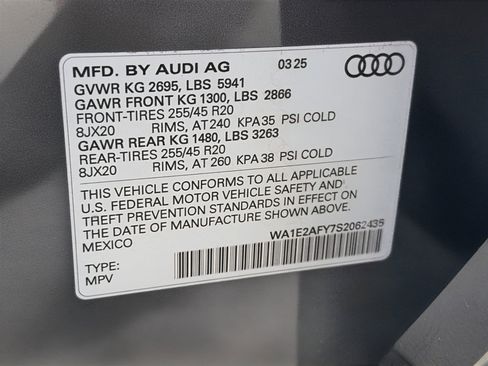 MFD. BY AUDI AG 03 25
GVWR KG 2695, LBS 5941
GAWR FRONT KG 1300, LBS 2866
FRONT-TIRES 255/45 R20
8JX20 RIMS, AT 240 KPA 35 PSI COLD
GAWR REAR KG 1480, LBS 3263
REAR-TIRES 255/45 R20
8JX20 RIMS, AT 260 KPA 38 PSI COLD
THIS VEHICLE CONFORMS TO ALL APPLICABLE
U.S. FEDERAL MOTOR VEHICLE SAFETY AND
THEFT PREVENTION STANDARDS IN EFFECT ON
THE DATE OF MANUFACTURE SHOWN ABOVE.
MEXICO
WA1E2AFY7S2062435
TYPE:
MPV